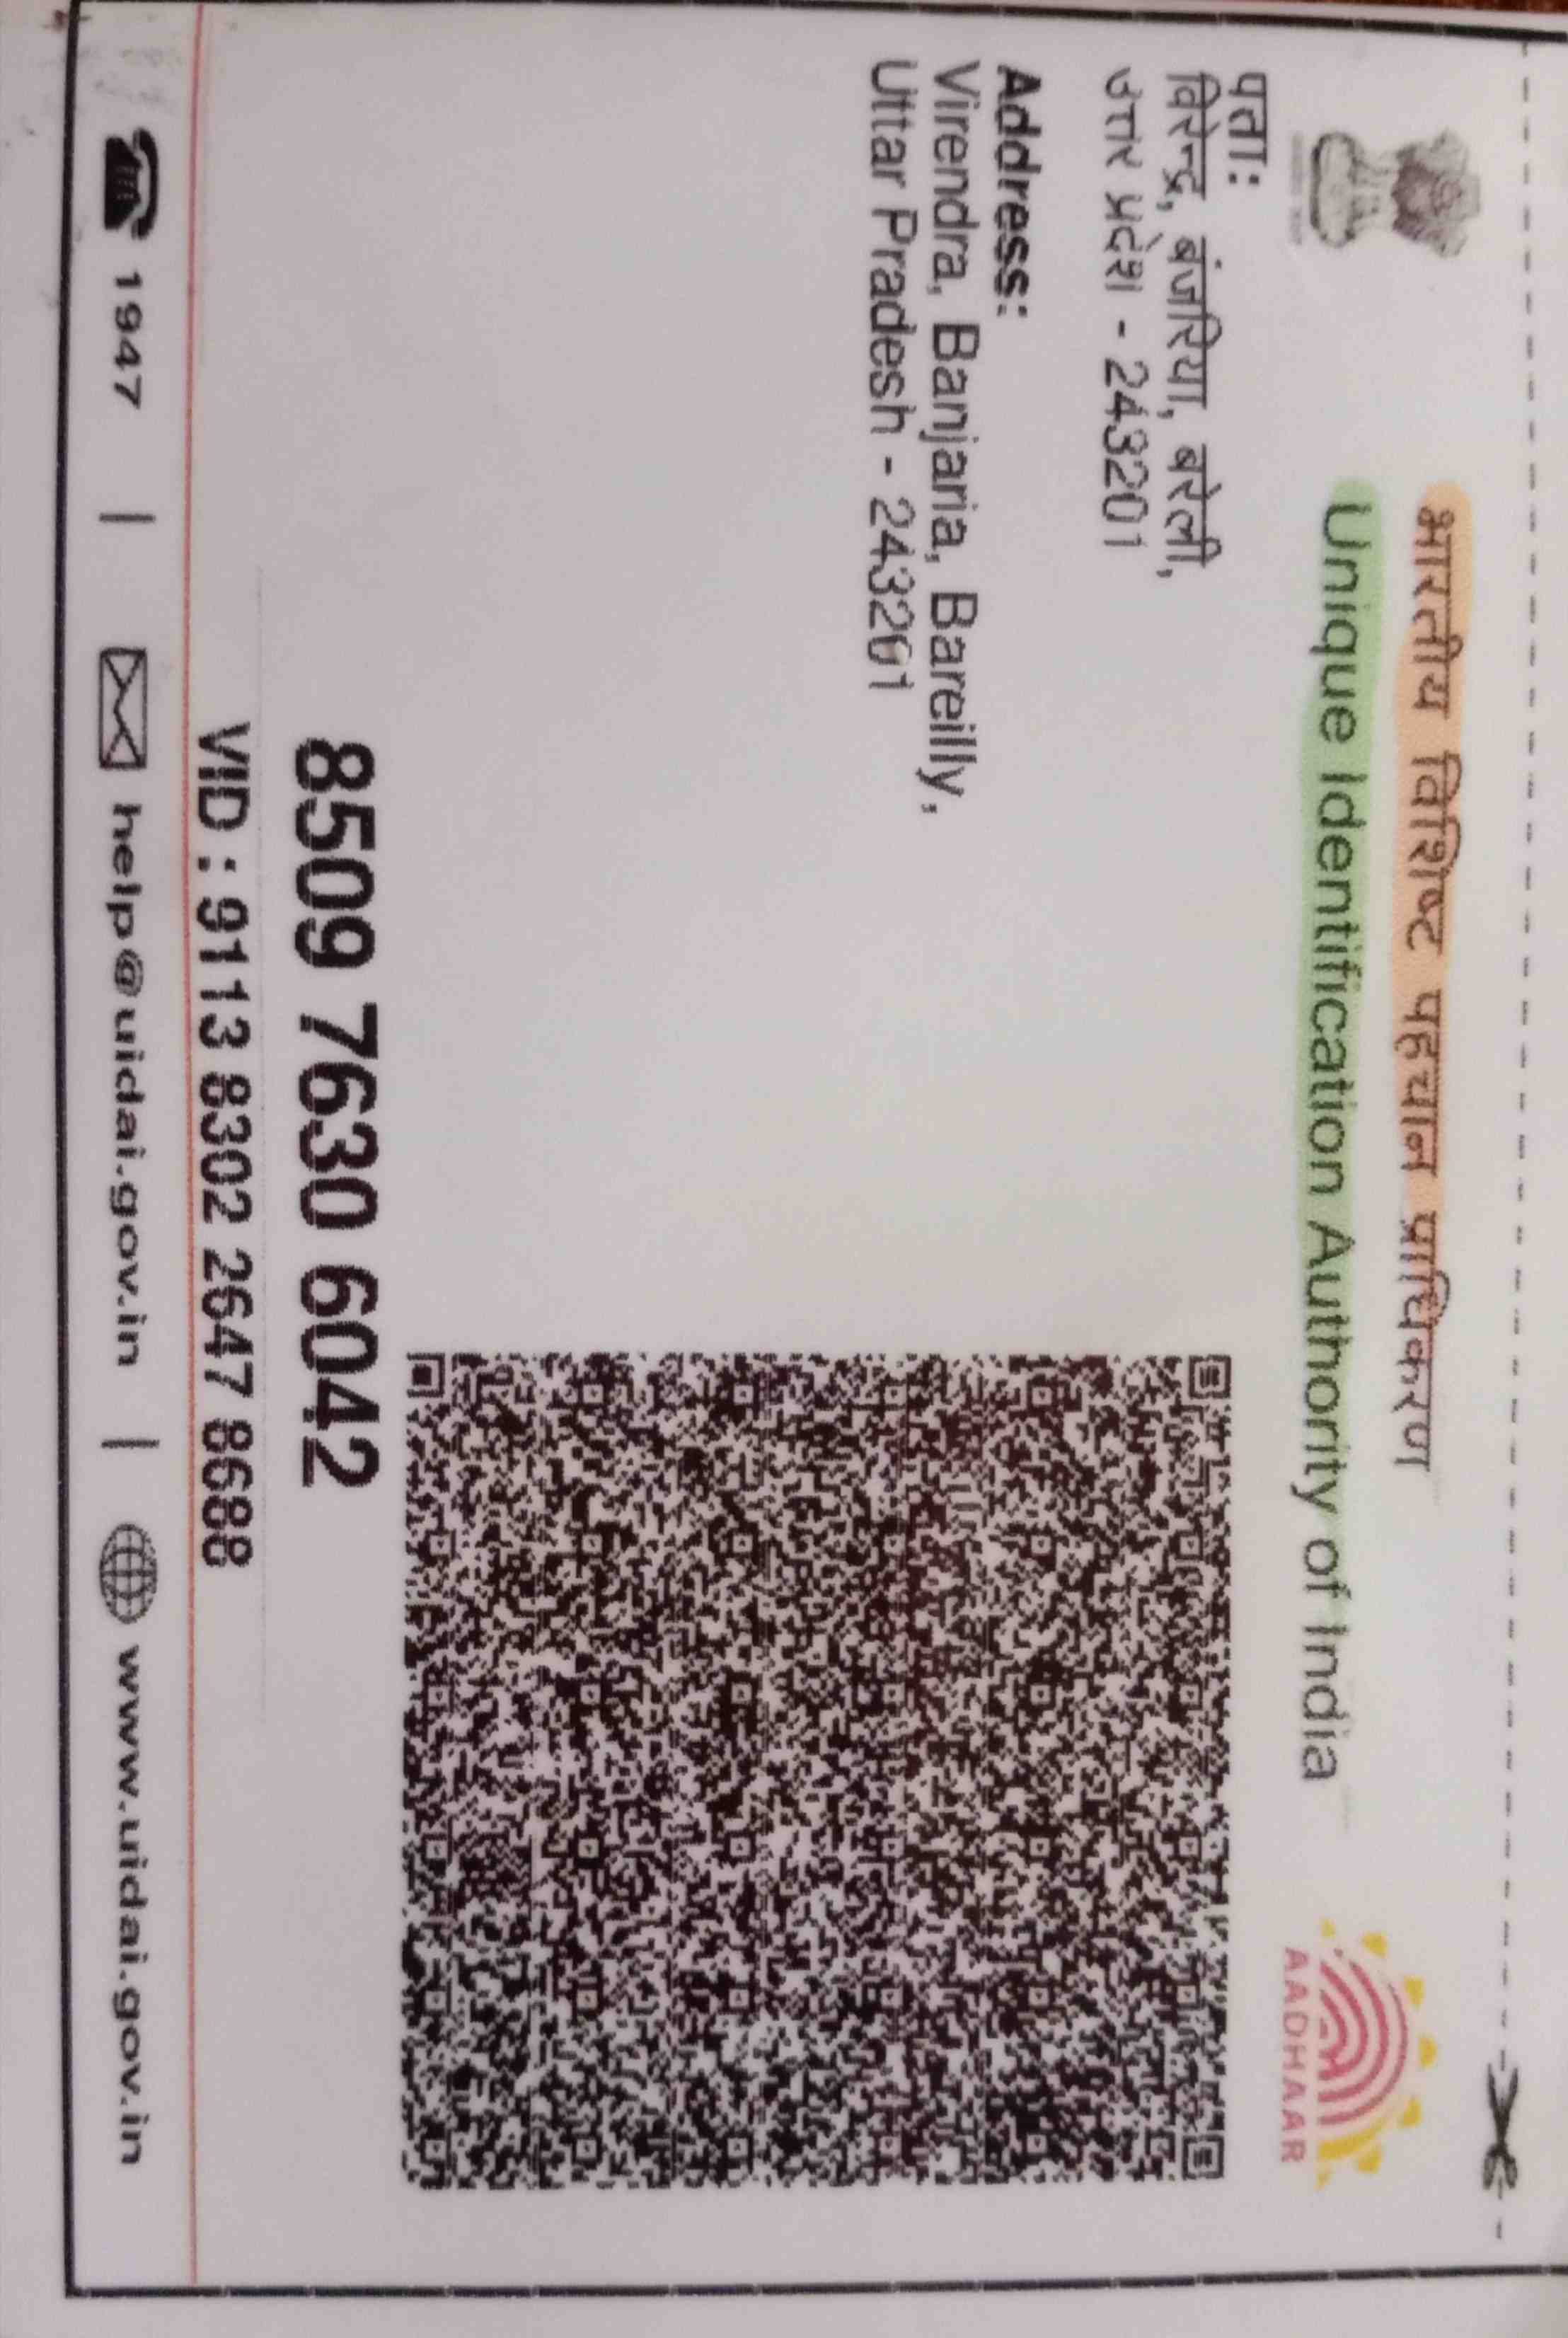 भारतीय विशिष्ट पहचान प्राधिकरण
Unique Identification Authority of India
AADHAAR
पता:
विरेन्द्र, बंजरिया, बरेली,
उत्तर प्रदेश - 243201
Address:
Virendra, Banjaria, Bareilly,
Uttar Pradesh - 243201
8509 7630 6042
VID : 9113 8302 2647 8688
1947 | help@uidai.gov.in | www.uidai.gov.in